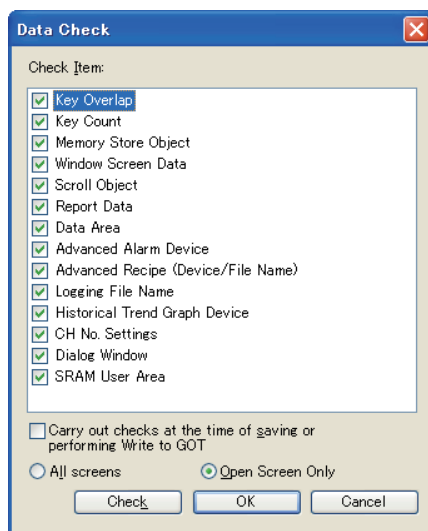 Data Check
Check Item:
Key Overlap
Key Count
Memory Store Object
Window Screen Data
Scroll Object
Report Data
Data Area
Advanced Alarm Device
Advanced Recipe (Device/File Name)
Logging File Name
Historical Trend Graph Device
CH No. Settings
Dialog Window
SRAM User Area
Carry out checks at the time of saving or
performing Write to GOT
All screens Open Screen Only
Check OK Cancel